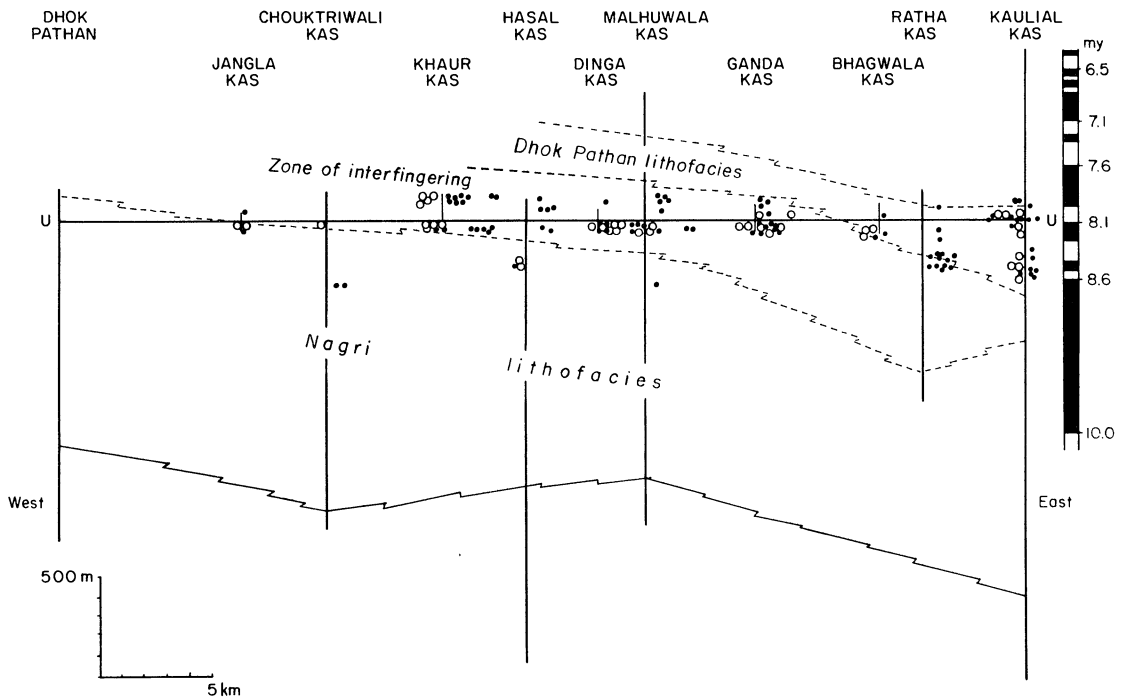 DHOK
PATHAN
CHOUKTRIWALI
KAS
HASAL
KAS
MALHUWALA
KAS
RATHA
KAS
KAULIAL
KAS
JANGLA
KAS
KHAUR
KAS
DINGA
KAS
GANDA
KAS
BHAGWALA
KAS
my
6.5
7.1
7.6
8.1
8.6
10.0
Dhok Pathan lithofacies
Zone of interfingering
U
U
Nagri
lithofacies
West
East
500 m
5 km